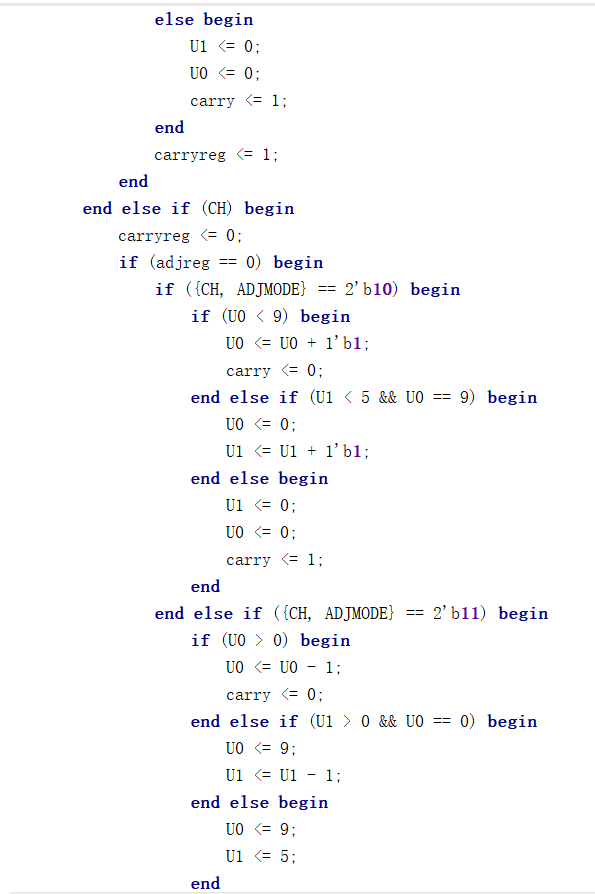 else begin
U1 <= 0;
U0 <= 0;
carry <= 1;
end
carryreg <= 1;
end
end else if (CH) begin
carryreg <= 0;
if (adjreg == 0) begin
if ({CH, ADJMODE} == 2'b10) begin
if (U0 < 9) begin
U0 <= U0 + 1'b1;
carry <= 0;
end else if (U1 < 5 && U0 == 9) begin
U0 <= 0;
U1 <= U1 + 1'b1;
end else begin
U1 <= 0;
U0 <= 0;
carry <= 1;
end
end else if ({CH, ADJMODE} == 2'b11) begin
if (U0 > 0) begin
U0 <= U0 - 1;
carry <= 0;
end else if (U1 > 0 && U0 == 0) begin
U0 <= 9;
U1 <= U1 - 1;
end else begin
U0 <= 9;
U1 <= 5;
end